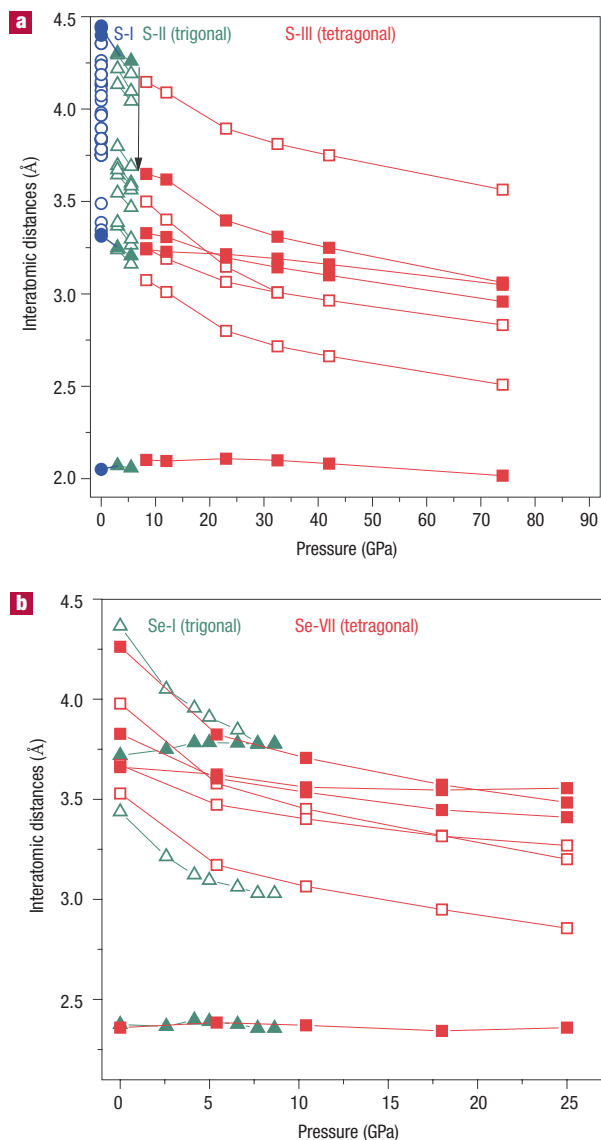 a
S-I S-II (trigonal) S-III (tetragonal)
4.5
4.0
3.5
3.0
2.5
2.0
Interatomic distances (Å)
0 10 20 30 40 50 60 70 80 90
Pressure (GPa)
b
Se-I (trigonal) Se-VII (tetragonal)
4.5
4.0
3.5
3.0
2.5
Interatomic distances (Å)
0 5 10 15 20 25
Pressure (GPa)